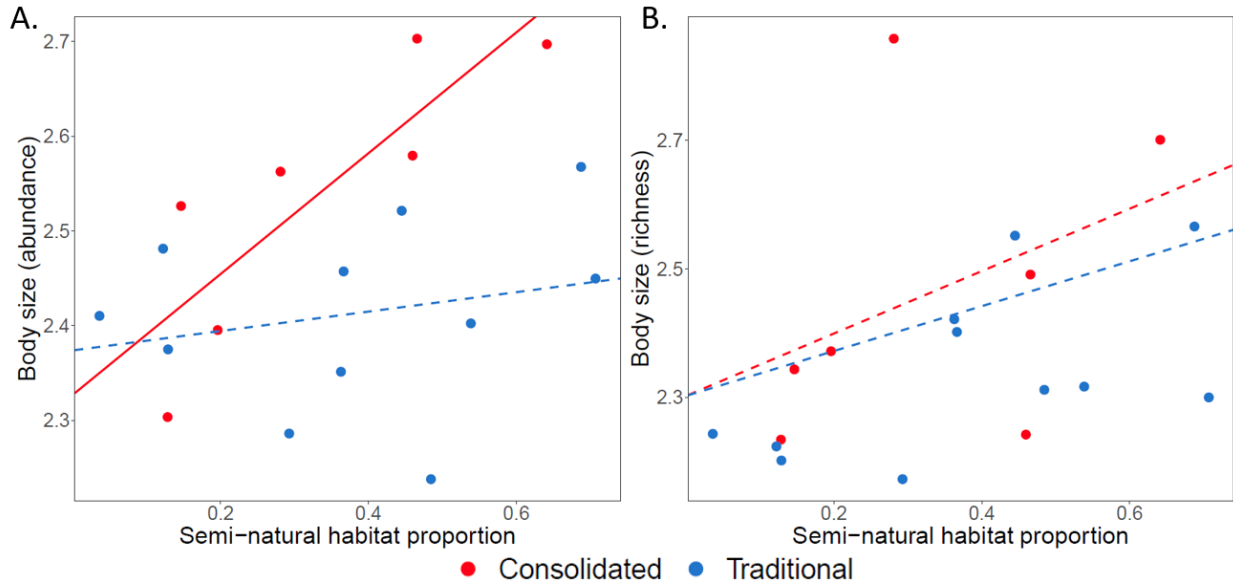 A.
B.
2.7
2.6
2.5
2.4
2.3
Body size (abundance)
0.2
0.4
0.6
Semi−natural habitat proportion
2.7
2.5
2.3
Body size (richness)
0.2
0.4
0.6
Semi−natural habitat proportion
Consolidated
Traditional